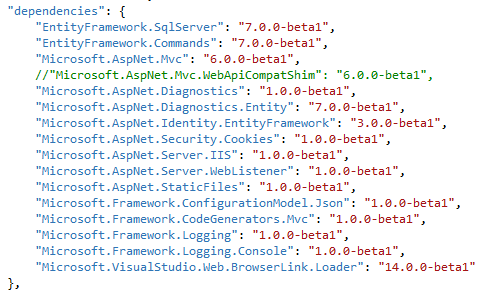 "dependencies": {
"EntityFramework.SqlServer": "7.0.0-beta1",
"EntityFramework.Commands": "7.0.0-beta1",
"Microsoft.AspNet.Mvc": "6.0.0-beta1",
//"Microsoft.AspNet.Mvc.WebApiCompatShim": "6.0.0-beta1",
"Microsoft.AspNet.Diagnostics": "1.0.0-beta1",
"Microsoft.AspNet.Diagnostics.Entity": "7.0.0-beta1",
"Microsoft.AspNet.Identity.EntityFramework": "3.0.0-beta1",
"Microsoft.AspNet.Security.Cookies": "1.0.0-beta1",
"Microsoft.AspNet.Server.IIS": "1.0.0-beta1",
"Microsoft.AspNet.Server.WebListener": "1.0.0-beta1",
"Microsoft.AspNet.StaticFiles": "1.0.0-beta1",
"Microsoft.Framework.ConfigurationModel.Json": "1.0.0-beta1",
"Microsoft.Framework.CodeGenerators.Mvc": "1.0.0-beta1",
"Microsoft.Framework.Logging": "1.0.0-beta1",
"Microsoft.Framework.Logging.Console": "1.0.0-beta1",
"Microsoft.VisualStudio.Web.BrowserLink.Loader": "14.0.0-beta1"
},